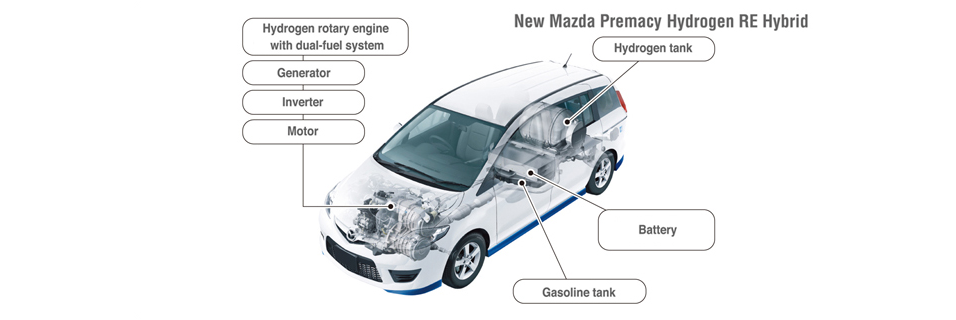 New Mazda Premacy Hydrogen RE Hybrid
Hydrogen rotary engine
with dual-fuel system
Generator
Inverter
Motor
Hydrogen tank
Battery
Gasoline tank